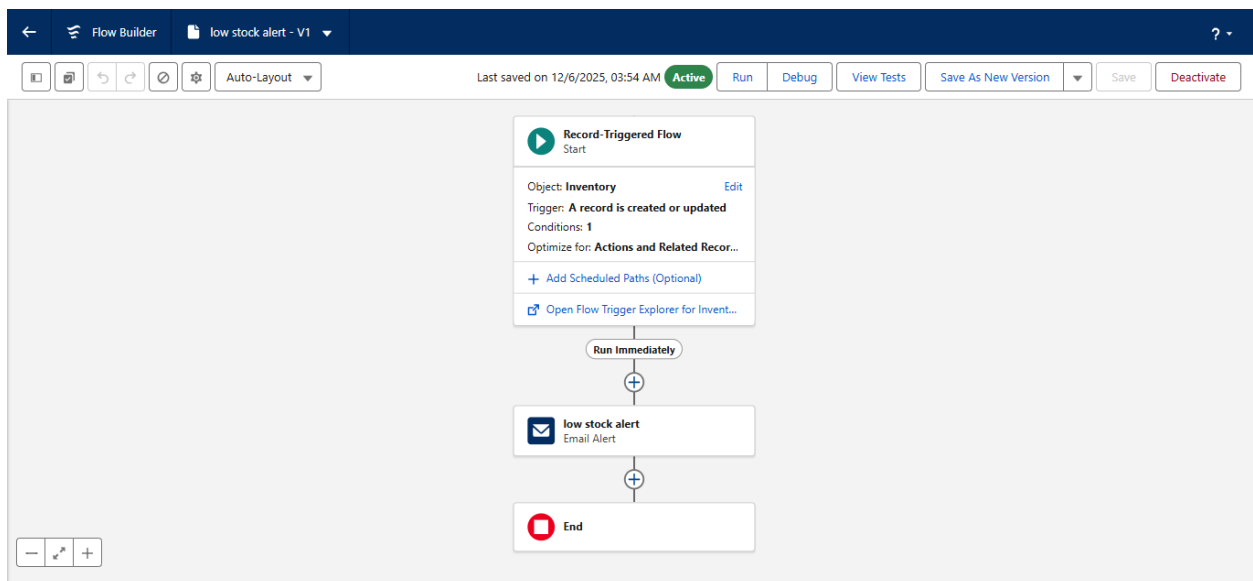 Flow Builder
low stock alert - V1
?
Auto-Layout
Last saved on 12/6/2025, 03:54 AM
Active
Run
Debug
View Tests
Save As New Version
Save
Deactivate
Record-Triggered Flow
Start
Object: Inventory
Edit
Trigger: A record is created or updated
Conditions: 1
Optimize for: Actions and Related Recor...
+ Add Scheduled Paths (Optional)
Open Flow Trigger Explorer for Invent...
Run Immediately
low stock alert
Email Alert
End